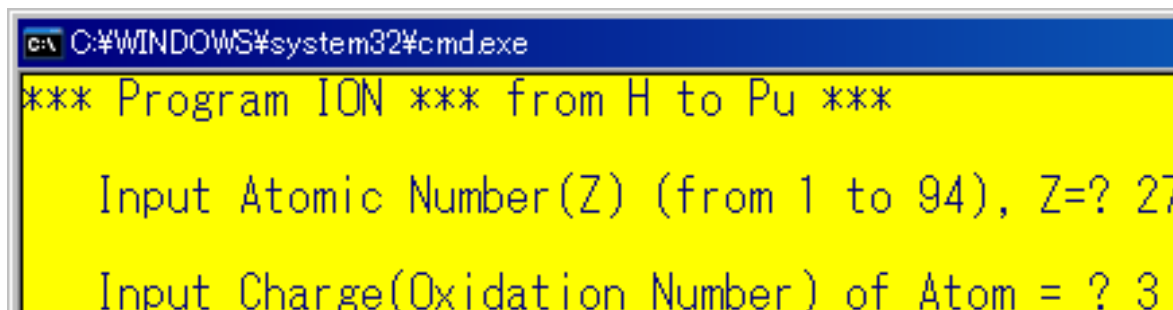 C:¥WINDOWS¥system32¥cmd.exe
*** Program ION *** from H to Pu ***
Input Atomic Number(Z) (from 1 to 94), Z=? 27
Input Charge(Oxidation Number) of Atom = ? 3